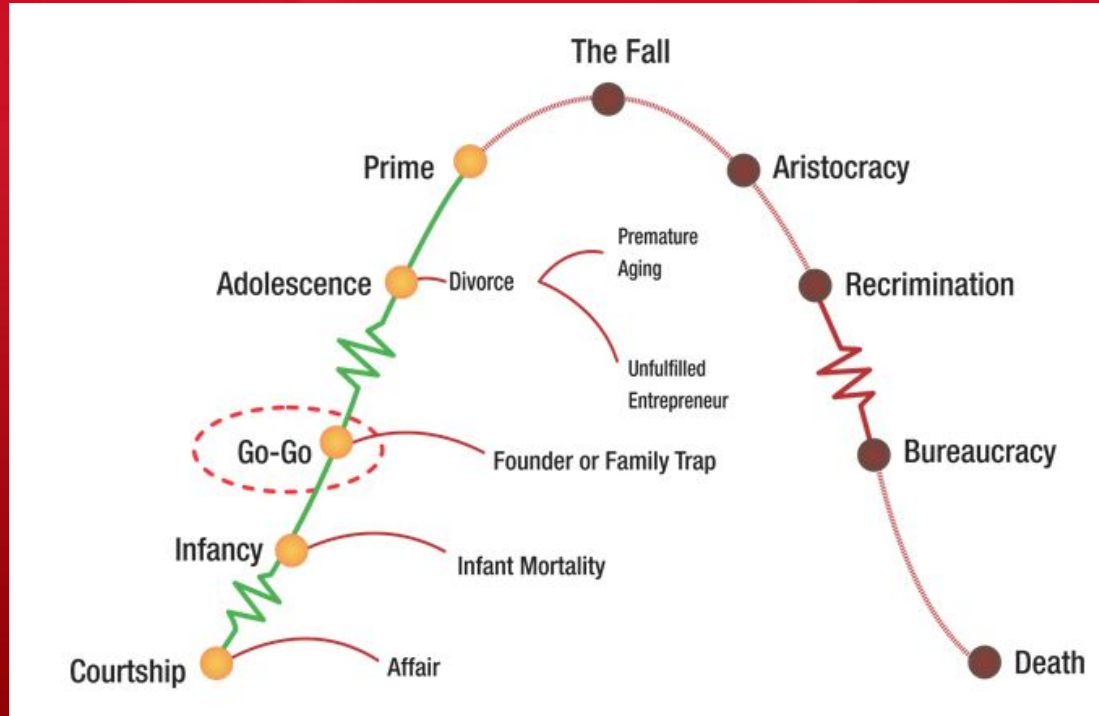 The Fall
Prime
Aristocracy
Premature
Aging
Adolescence
Divorce
Recrimination
Unfulfilled
Entrepreneur
Go-Go
Founder or Family Trap
Bureaucracy
Infancy
Infant Mortality
Courtship
Affair
Death